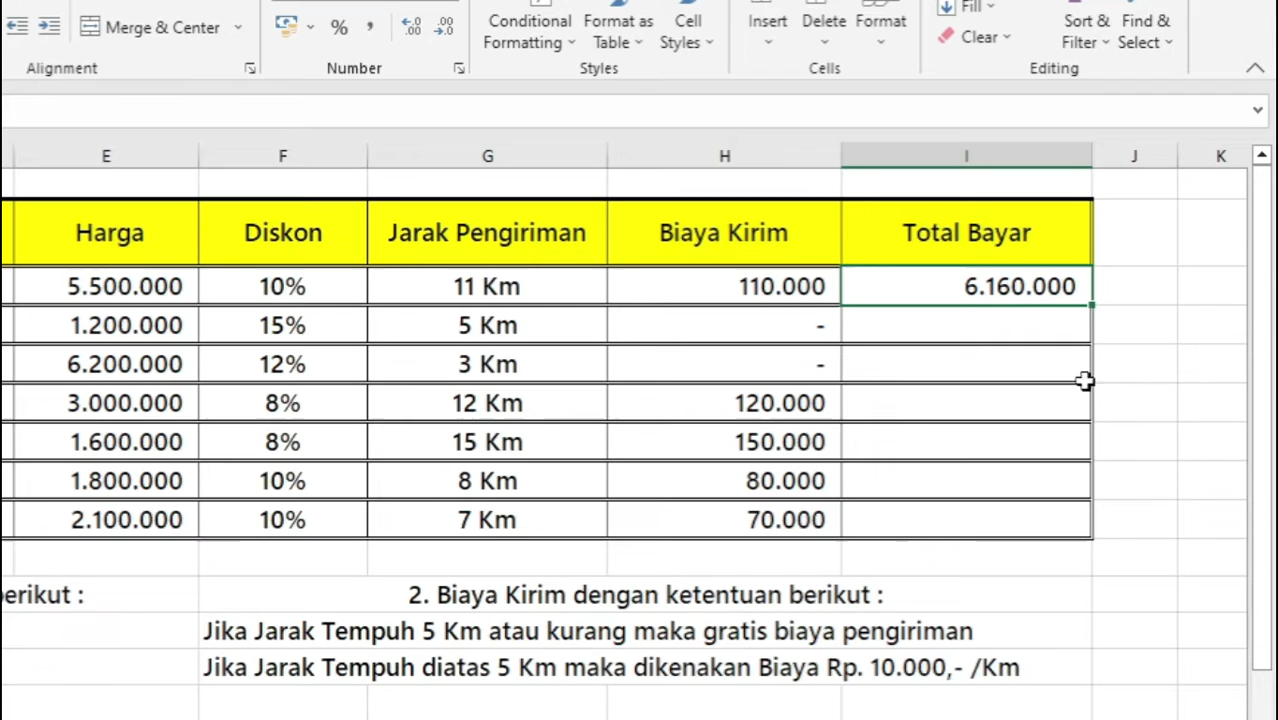 Merge & Center
%
,
Conditional Formatting
Format as Table
Cell Styles
Insert
Delete
Format
Fill
Clear
Sort & Filter
Find & Select
Alignment
Number
Styles
Cells
Editing
E F G H I J K
Harga Diskon Jarak Pengiriman Biaya Kirim Total Bayar
5.500.000 10% 11 Km 110.000 6.160.000
1.200.000 15% 5 Km -
6.200.000 12% 3 Km -
3.000.000 8% 12 Km 120.000
1.600.000 8% 15 Km 150.000
1.800.000 10% 8 Km 80.000
2.100.000 10% 7 Km 70.000
berikut : 2. Biaya Kirim dengan ketentuan berikut :
Jika Jarak Tempuh 5 Km atau kurang maka gratis biaya pengiriman
Jika Jarak Tempuh diatas 5 Km maka dikenakan Biaya Rp. 10.000,- /Km